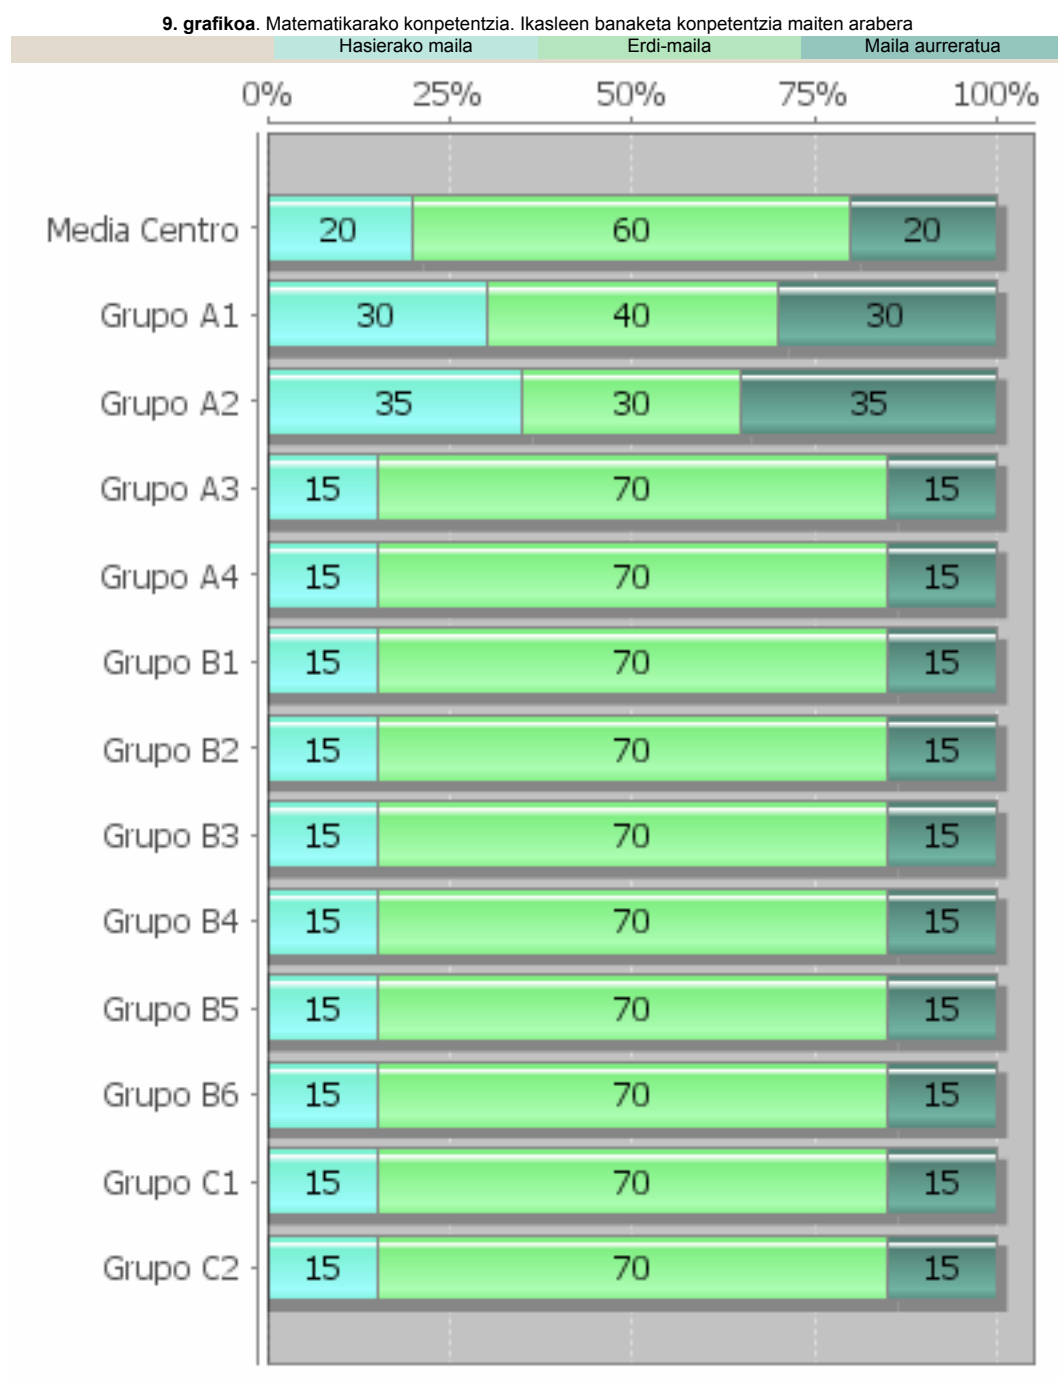 9. grafikoa. Matematikarako konpetentzia. Ikasleen banaketa konpetentzia maiten arabera
Hasierako maila Erdi-maila Maila aurreratua
0% 25% 50% 75% 100%
Media Centro 20 60 20
Grupo A1 30 40 30
Grupo A2 35 30 35
Grupo A3 15 70 15
Grupo A4 15 70 15
Grupo B1 15 70 15
Grupo B2 15 70 15
Grupo B3 15 70 15
Grupo B4 15 70 15
Grupo B5 15 70 15
Grupo B6 15 70 15
Grupo C1 15 70 15
Grupo C2 15 70 15